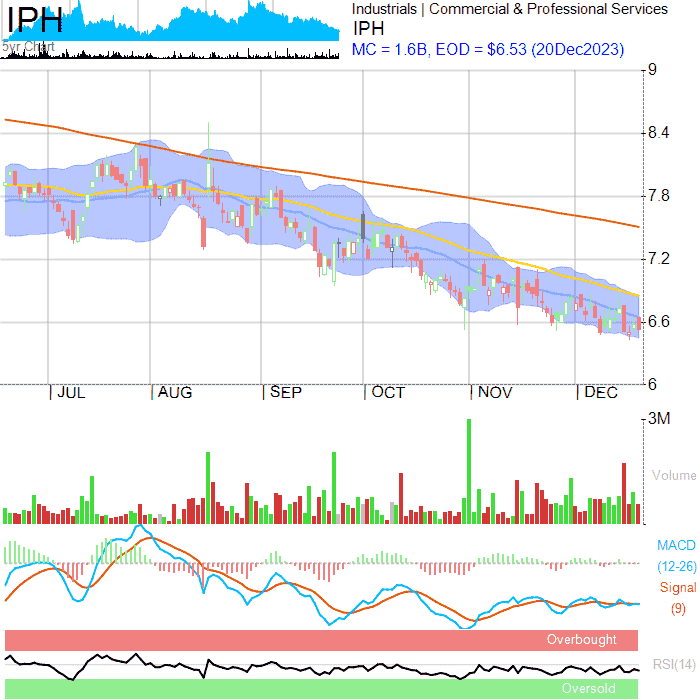 IPH
5yr Chart
Industrials | Commercial & Professional Services
IPH
MC = 1.6B, EOD = $6.53 (20Dec2023)
9
8.4
7.8
7.2
6.6
6
JUL
AUG
SEP
OCT
NOV
DEC
3M
Volume
MACD
(12-26)
Signal
(9)
Overbought
RSI(14)
Oversold